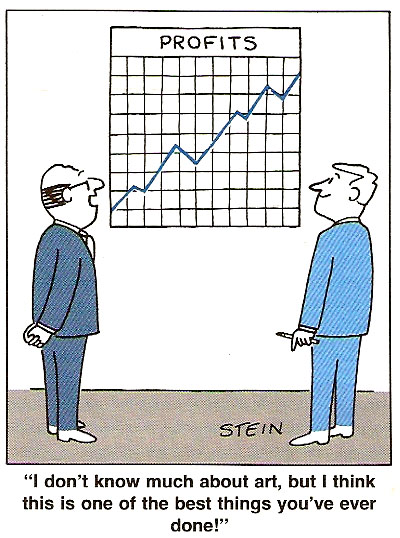 PROFITS
STEIN
“I don’t know much about art, but I think
this is one of the best things you’ve ever
done!”